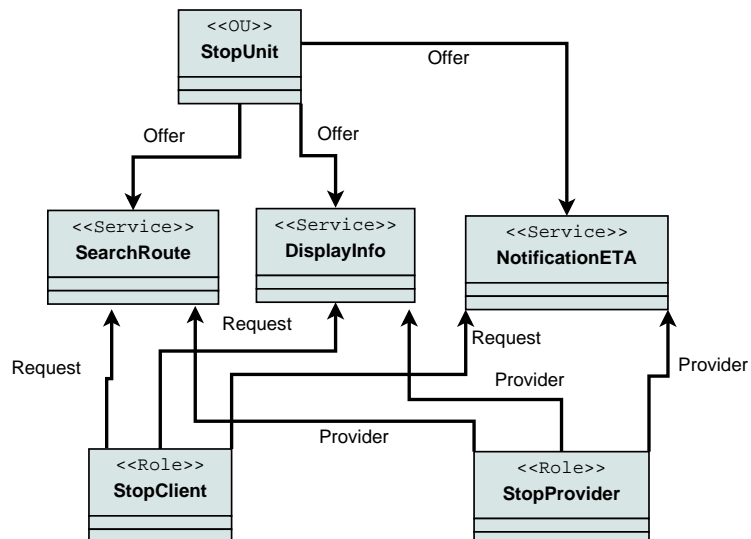 <<OU>>
StopUnit
Offer
Offer
Offer
<<Service>>
SearchRoute
<<Service>>
DisplayInfo
<<Service>>
NotificationETA
Request
Request
Request
Provider
Provider
Provider
<<Role>>
StopClient
<<Role>>
StopProvider